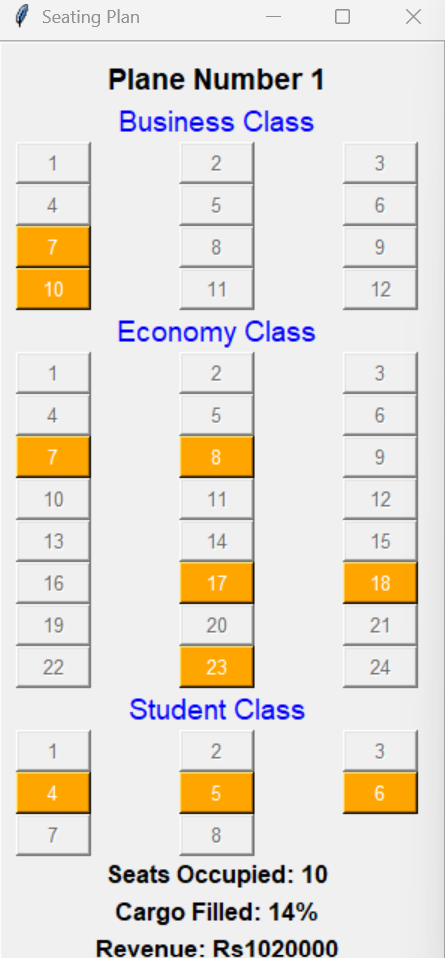 Seating Plan
Plane Number 1
Business Class
1 2 3
4 5 6
7 8 9
10 11 12
Economy Class
1 2 3
4 5 6
7 8 9
10 11 12
13 14 15
16 17 18
19 20 21
22 23 24
Student Class
1 2 3
4 5 6
7 8
Seats Occupied: 10
Cargo Filled: 14%
Revenue: Rs1020000